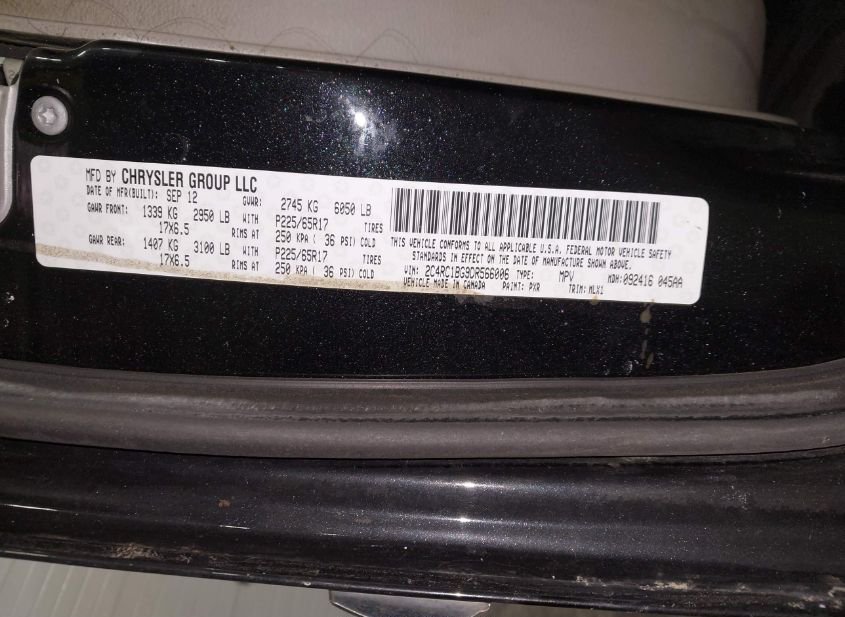 MFD BY CHRYSLER GROUP LLC
DATE OF MFR(BUILT): SEP 12 GVWR: 2745 KG 6050 LB
GAWR FRONT: 1339 KG 2950 LB WITH P225/65R17 TIRES
17X6.5 RIMS AT 250 KPA ( 36 PSI) COLD
GAWR REAR: 1407 KG 3100 LB WITH P225/65R17 TIRES
17X6.5 RIMS AT 250 KPA ( 36 PSI) COLD
THIS VEHICLE CONFORMS TO ALL APPLICABLE U.S.A. FEDERAL MOTOR VEHICLE SAFETY
STANDARDS IN EFFECT ON THE DATE OF MANUFACTURE SHOWN ABOVE.
VIN: 2C4RC1BG9CR566006 TYPE: MPV MDH: 092416 045AA
VEHICLE MADE IN CANADA PAINT: PXR TRIM: MLX1